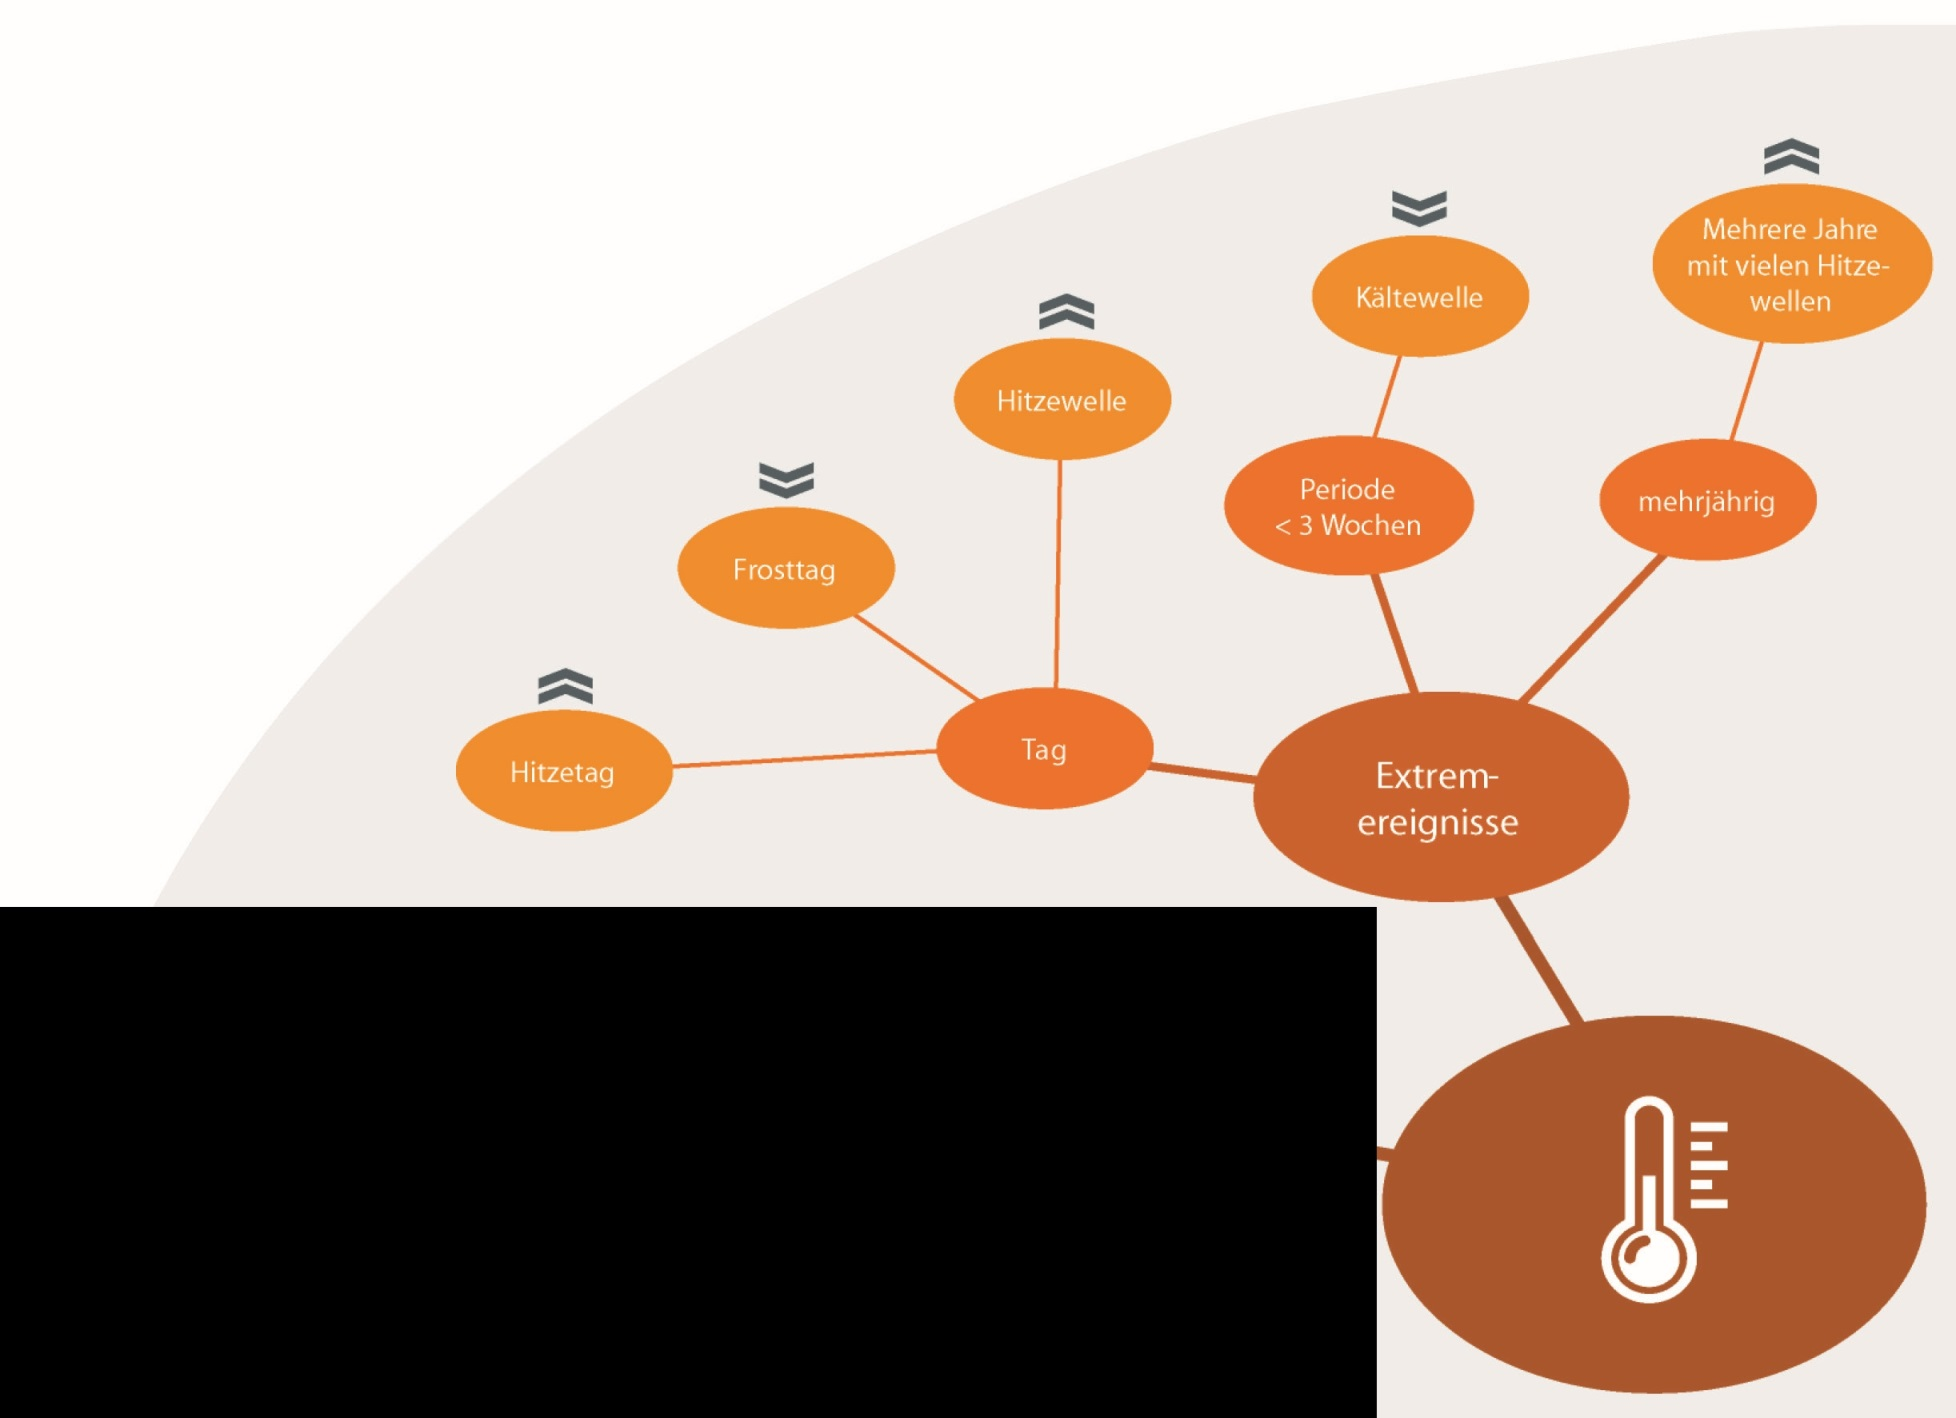 Mehrere Jahre
mit vielen Hitze-
wellen
Kältewelle
Hitzewelle
Periode
< 3 Wochen
mehrjährig
Frosttag
Tag
Hitzetag
Extrem-
ereignisse